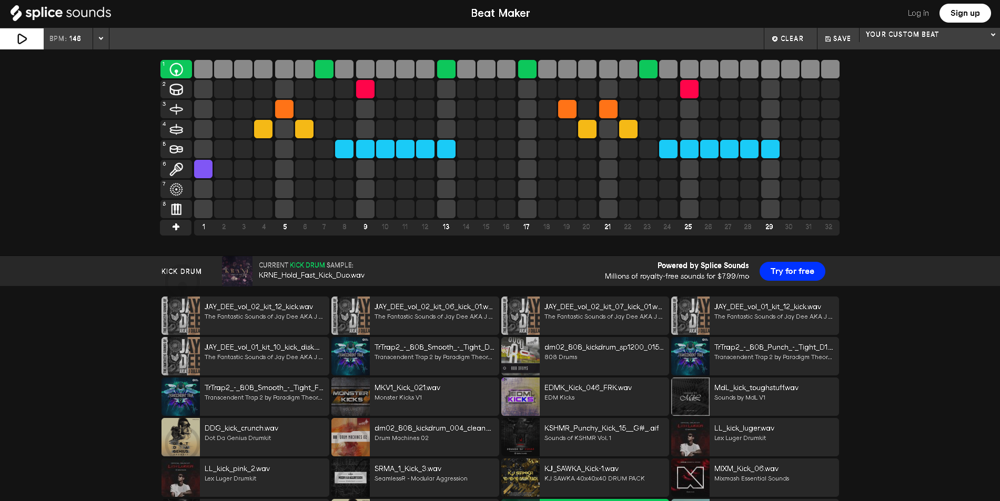 splice sounds
Beat Maker
Log in
Sign up
BPM: 146
CLEAR
SAVE
YOUR CUSTOM BEAT
1
2
3
4
5
6
7
8
1 2 3 4 5 6 7 8 9 10 11 12 13 14 15 16 17 18 19 20 21 22 23 24 25 26 27 28 29 30 31 32
KICK DRUM
CURRENT KICK DRUM SAMPLE:
KRNE_Hold_Fast_Kick_Duo.wav
Powered by Splice Sounds
Millions of royalty-free sounds for $7.99/mo
Try for free
JAY_DEE_vol_02_kit_12_kick.wav
The Fantastic Sounds of Jay Dee AKA J ...
JAY_DEE_vol_02_kit_06_kick_01.w...
The Fantastic Sounds of Jay Dee AKA J ...
JAY_DEE_vol_02_kit_07_kick_01.w...
The Fantastic Sounds of Jay Dee AKA J ...
JAY_DEE_vol_01_kit_12_kick.wav
The Fantastic Sounds of Jay Dee AKA J ...
JAY_DEE_vol_01_kit_10_kick_disk....
The Fantastic Sounds of Jay Dee AKA J ...
TrTrap2_-_808_Smooth_-_Tight_D...
Transcendent Trap 2 by Paradigm Theor...
dm02_808_kickdrum_sp1200_015...
808 Drums
TrTrap2_-_808_Punch_-_Tight_D1....
Transcendent Trap 2 by Paradigm Theor...
TrTrap2_-_808_Smooth_-_Tight_F...
Transcendent Trap 2 by Paradigm Theor...
MKV1_Kick_021.wav
Monster Kicks V1
EDMK_Kick_046_FRK.wav
EDM Kicks
MdL_kick_toughstuff.wav
Sounds by MdL V1
DDG_kick_crunch.wav
Dot Da Genius Drumkit
dm02_808_kickdrum_004_clean....
Drum Machines 02
KSHMR_Punchy_Kick_15__G#_.aif
Sounds of KSHMR Vol. 1
LL_kick_luger.wav
Lex Luger Drumkit
LL_kick_pink_2.wav
Lex Luger Drumkit
SRMA_1_Kick_3.wav
SeamlessR - Modular Aggression
KJ_SAWKA_Kick-1.wav
KJ SAWKA 40x40x40 DRUM PACK
MIXM_Kick_06.wav
Mixmash Essential Sounds